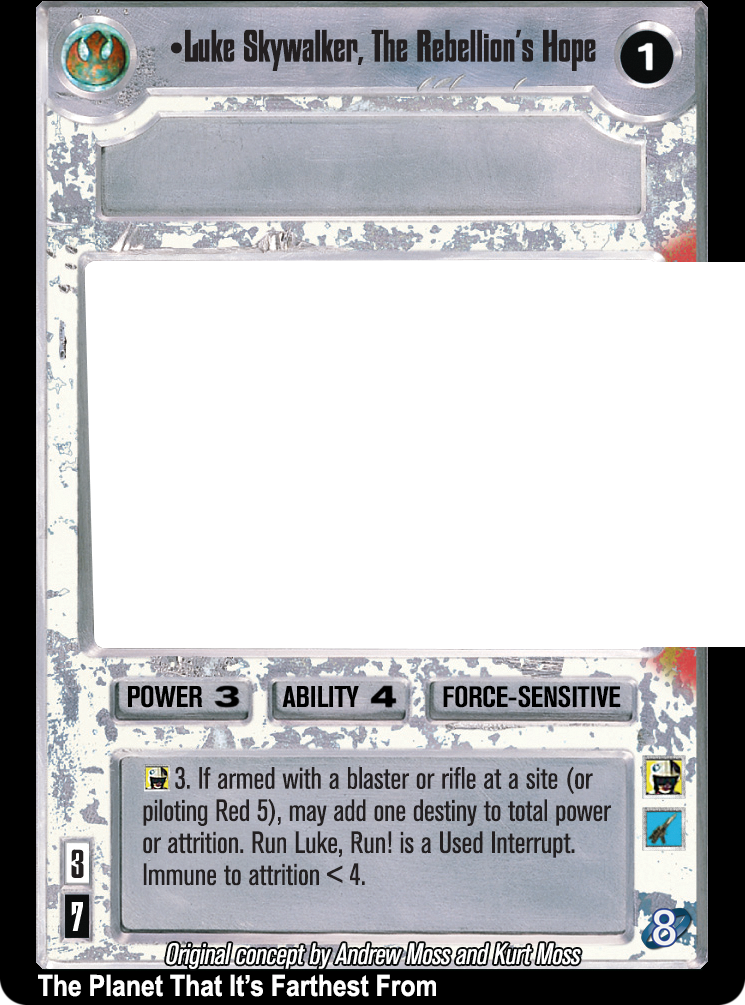 •Luke Skywalker, The Rebellion's Hope
1
POWER 3 ABILITY 4 FORCE-SENSITIVE
3. If armed with a blaster or rifle at a site (or
piloting Red 5), may add one destiny to total power
or attrition. Run Luke, Run! is a Used Interrupt.
Immune to attrition < 4.
3
7
8
Original concept by Andrew Moss and Kurt Moss
The Planet That It's Farthest From